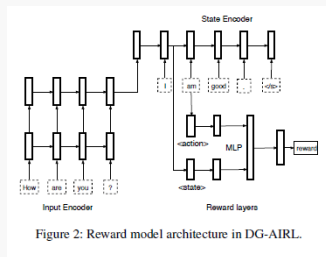 State Encoder
I am good . </s>
<action>
MLP
reward
<state>
How am you ?
Input Encoder
Reward layers
Figure 2: Reward model architecture in DG-AIRL.